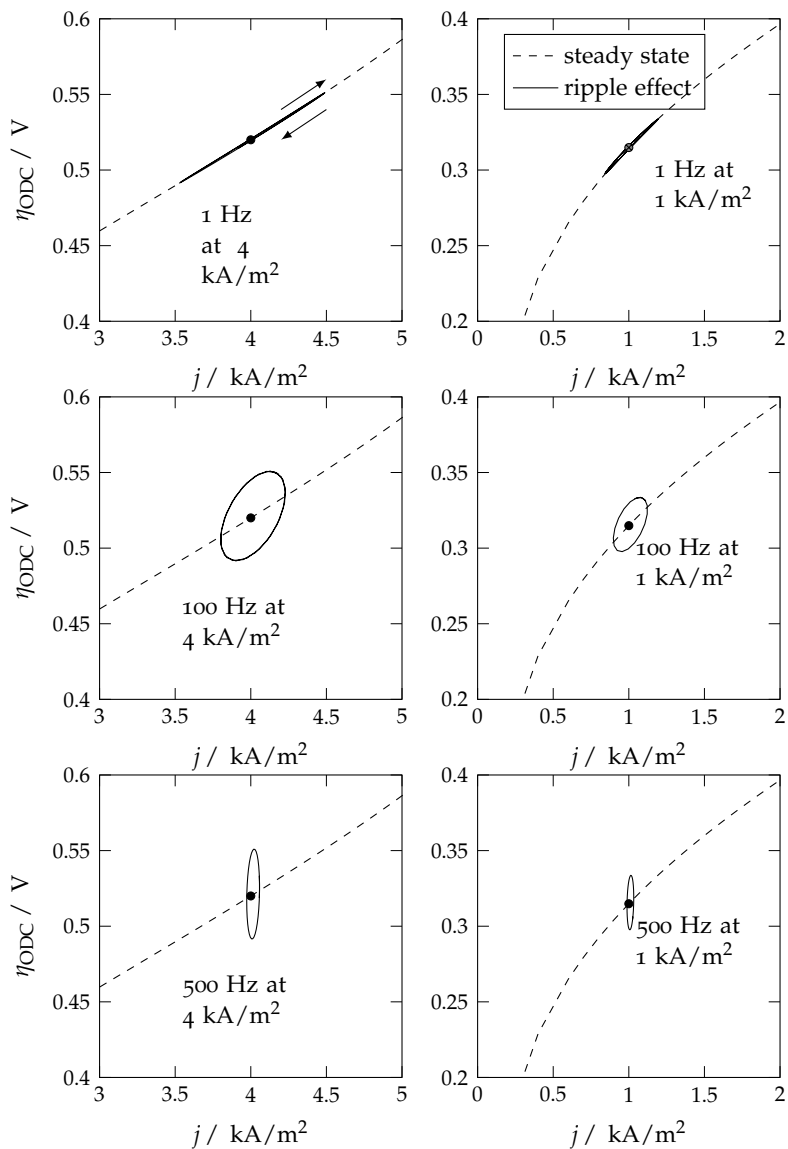 0.6
0.55
0.5
0.45
0.4
3 3.5 4 4.5 5
ηODC / V
j / kA/m²
1 Hz
at 4
kA/m²
0.4
0.35
0.3
0.25
0.2
0 0.5 1 1.5 2
j / kA/m²
steady state
ripple effect
1 Hz at
1 kA/m²
0.6
0.55
0.5
0.45
0.4
3 3.5 4 4.5 5
ηODC / V
j / kA/m²
100 Hz at
4 kA/m²
0.4
0.35
0.3
0.25
0.2
0 0.5 1 1.5 2
j / kA/m²
100 Hz at
1 kA/m²
0.6
0.55
0.5
0.45
0.4
3 3.5 4 4.5 5
ηODC / V
j / kA/m²
500 Hz at
4 kA/m²
0.4
0.35
0.3
0.25
0.2
0 0.5 1 1.5 2
j / kA/m²
500 Hz at
1 kA/m²